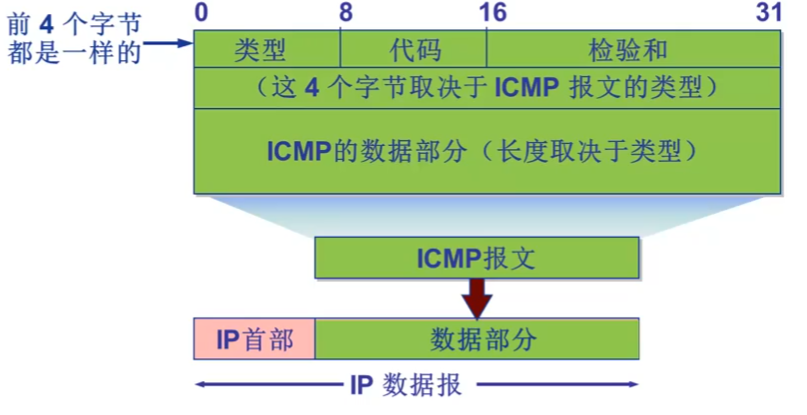 0 8 16 31
前 4 个字节
都是一样的
类型 代码 检验和
(这 4 个字节取决于 ICMP 报文的类型)
ICMP的数据部分(长度取决于类型)
ICMP报文
IP首部 数据部分
IP 数据报